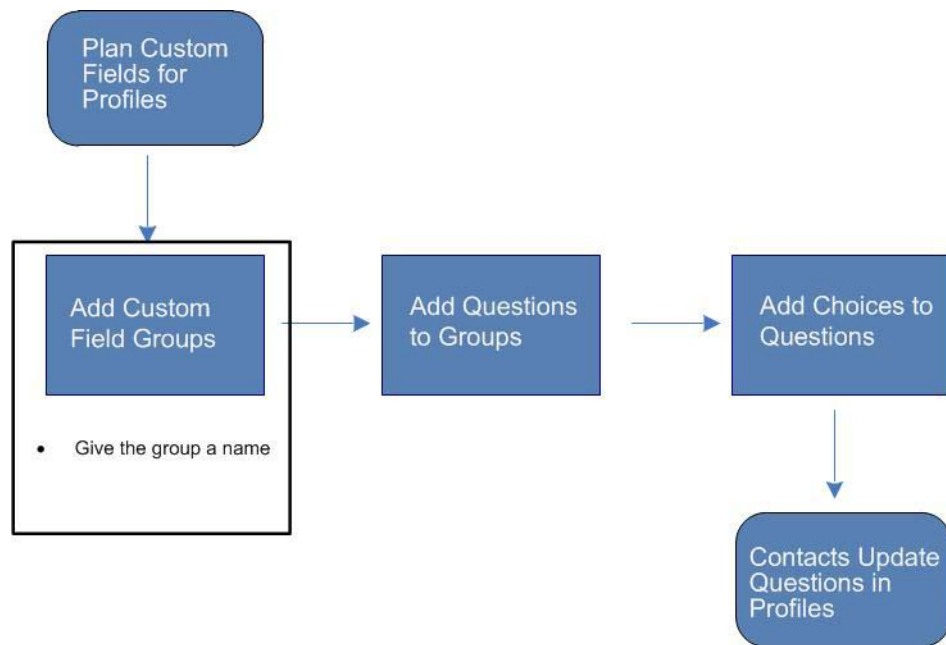 Plan Custom
Fields for
Profiles
Add Custom
Field Groups
Add Questions
to Groups
Add Choices to
Questions
• Give the group a name
Contacts Update
Questions in
Profiles